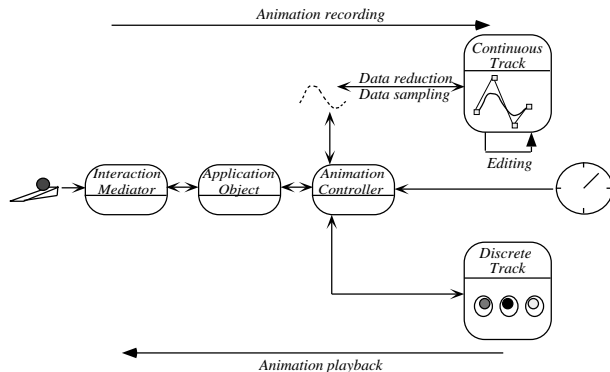 Animation recording
Continuous
Track
Data reduction
Data sampling
Editing
Interaction
Mediator
Application
Object
Animation
Controller
Discrete
Track
Animation playback